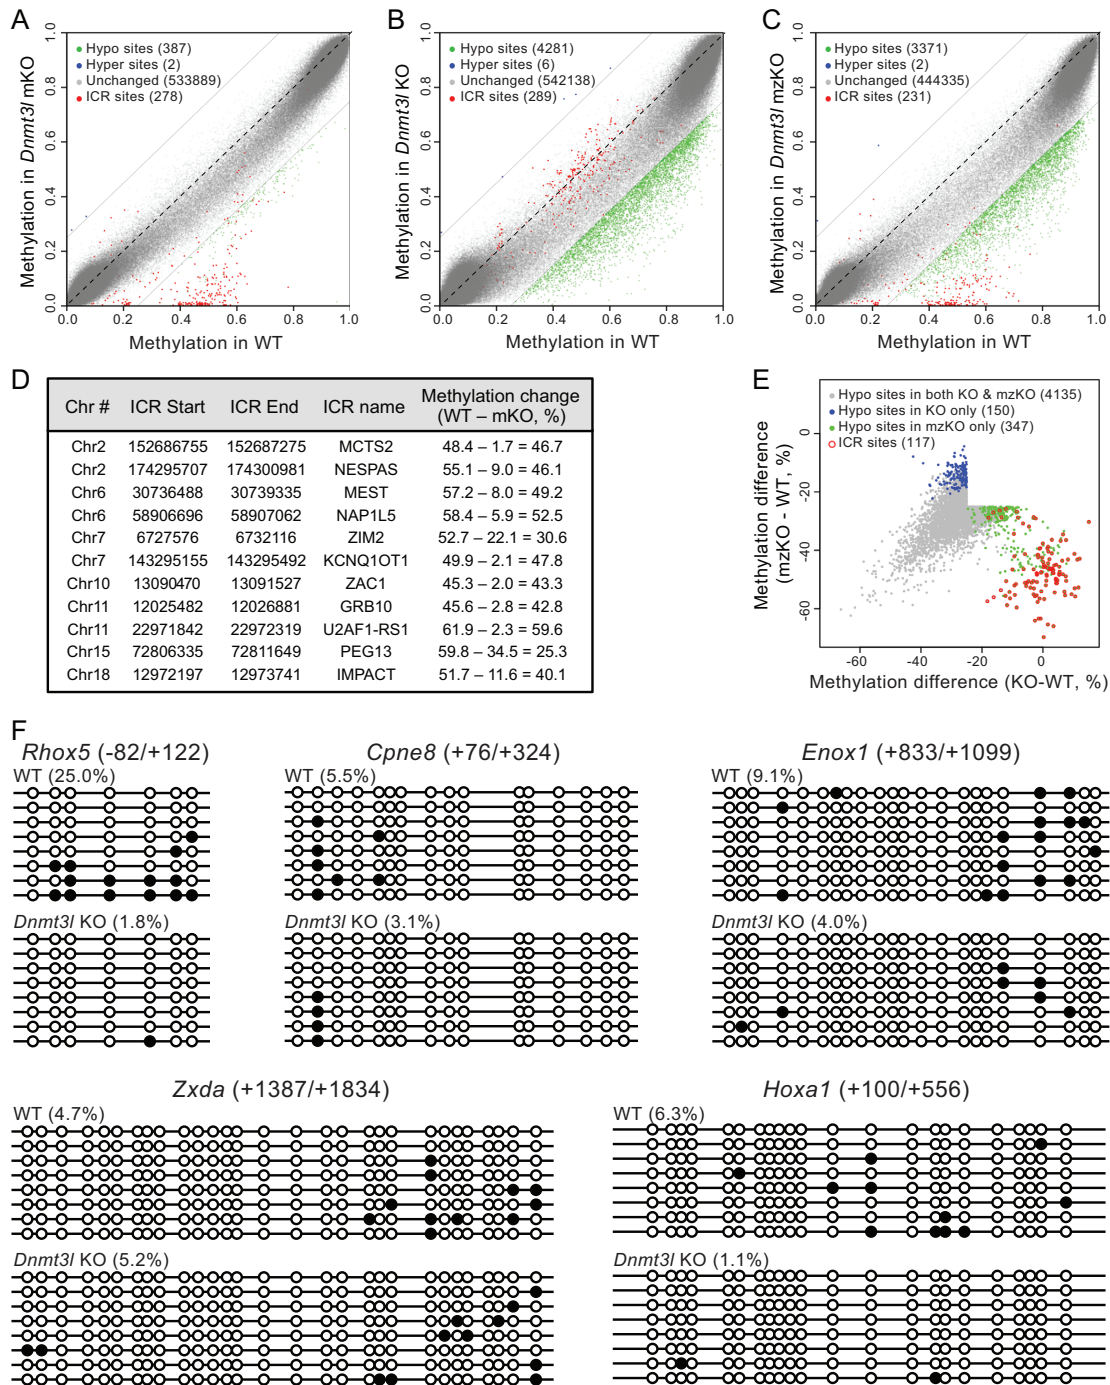 A
Methylation in Dnmt3l mKO
1.0
0.8
0.6
0.4
0.2
0.0
Hypo sites (387)
Hyper sites (2)
Unchanged (533889)
ICR sites (278)
0.0 0.2 0.4 0.6 0.8 1.0
Methylation in WT
B
Methylation in Dnmt3l KO
1.0
0.8
0.6
0.4
0.2
0.0
Hypo sites (4281)
Hyper sites (6)
Unchanged (542138)
ICR sites (289)
0.0 0.2 0.4 0.6 0.8 1.0
Methylation in WT
C
Methylation in Dnmt3l mzKO
1.0
0.8
0.6
0.4
0.2
0.0
Hypo sites (3371)
Hyper sites (2)
Unchanged (444335)
ICR sites (231)
0.0 0.2 0.4 0.6 0.8 1.0
Methylation in WT
D
Chr # ICR Start ICR End ICR name Methylation change (WT – mKO, %)
Chr2 152686755 152687275 MCTS2 48.4 – 1.7 = 46.7
Chr2 174295707 174300981 NESPAS 55.1 – 9.0 = 46.1
Chr6 30736488 30739335 MEST 57.2 – 8.0 = 49.2
Chr6 58906696 58907062 NAP1L5 58.4 – 5.9 = 52.5
Chr7 6727576 6732116 ZIM2 52.7 – 22.1 = 30.6
Chr7 143295155 143295492 KCNQ1OT1 49.9 – 2.1 = 47.8
Chr10 13090470 13091527 ZAC1 45.3 – 2.0 = 43.3
Chr11 12025482 12026881 GRB10 45.6 – 2.8 = 42.8
Chr11 22971842 22972319 U2AF1-RS1 61.9 – 2.3 = 59.6
Chr15 72806335 72811649 PEG13 59.8 – 34.5 = 25.3
Chr18 12972197 12973741 IMPACT 51.7 – 11.6 = 40.1
E
Methylation difference
(mzKO - WT, %)
Hypo sites in both KO & mzKO (4135)
Hypo sites in KO only (150)
Hypo sites in mzKO only (347)
ICR sites (117)
0
-20
-40
-60
-60 -40 -20 0
Methylation difference (KO-WT, %)
F
Rhox5 (-82/+122)
WT (25.0%)
Dnmt3l KO (1.8%)
Cpne8 (+76/+324)
WT (5.5%)
Dnmt3l KO (3.1%)
Enox1 (+833/+1099)
WT (9.1%)
Dnmt3l KO (4.0%)
Zxda (+1387/+1834)
WT (4.7%)
Dnmt3l KO (5.2%)
Hoxa1 (+100/+556)
WT (6.3%)
Dnmt3l KO (1.1%)